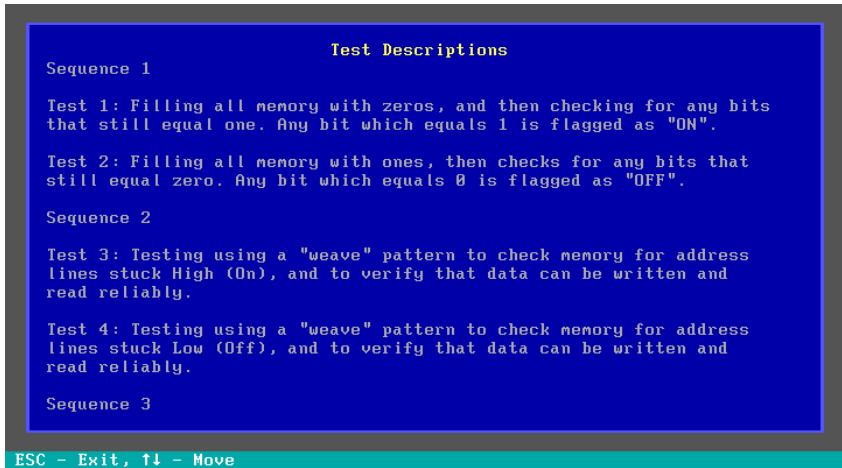 Test Descriptions
Sequence 1
Test 1: Filling all memory with zeros, and then checking for any bits
that still equal one. Any bit which equals 1 is flagged as "ON".
Test 2: Filling all memory with ones, then checks for any bits that
still equal zero. Any bit which equals 0 is flagged as "OFF".
Sequence 2
Test 3: Testing using a "weave" pattern to check memory for address
lines stuck High (On), and to verify that data can be written and
read reliably.
Test 4: Testing using a "weave" pattern to check memory for address
lines stuck Low (Off), and to verify that data can be written and
read reliably.
Sequence 3
ESC - Exit, ↑↓ - Move